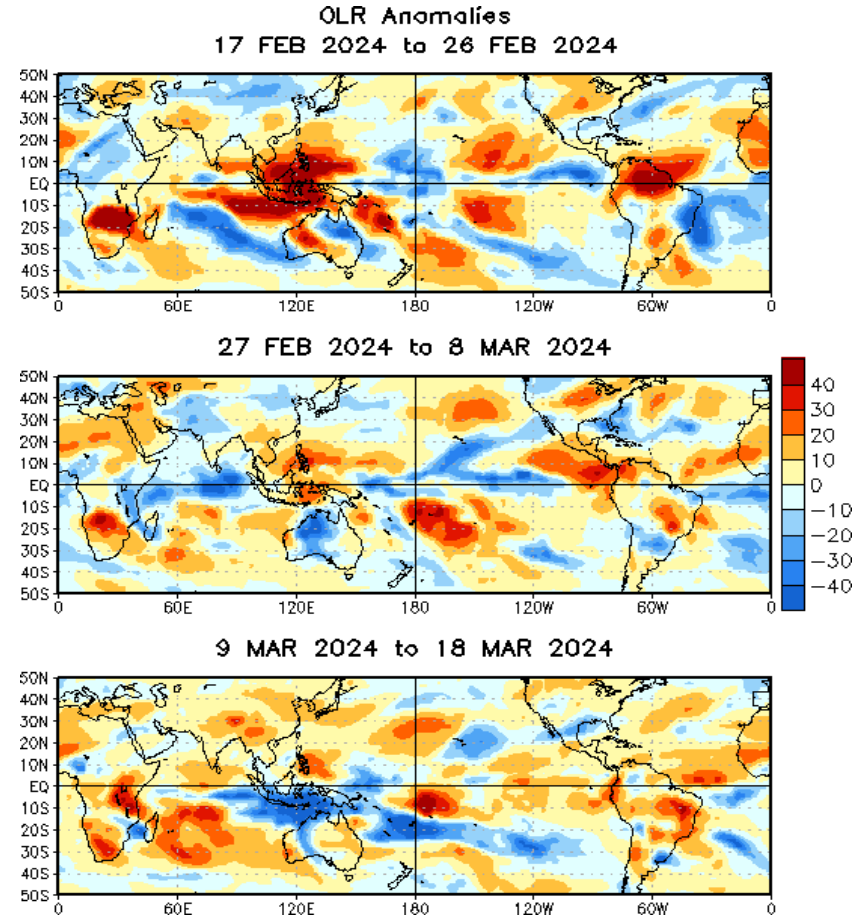 OLR Anomalies
17 FEB 2024 to 26 FEB 2024
50N
40N
30N
20N
10N
EQ
10S
20S
30S
40S
50S
0 60E 120E 180 120W 60W 0
27 FEB 2024 to 8 MAR 2024
50N
40N
30N
20N
10N
EQ
10S
20S
30S
40S
50S
0 60E 120E 180 120W 60W 0
40
30
20
10
0
−10
−20
−30
−40
9 MAR 2024 to 18 MAR 2024
50N
40N
30N
20N
10N
EQ
10S
20S
30S
40S
50S
0 60E 120E 180 120W 60W 0